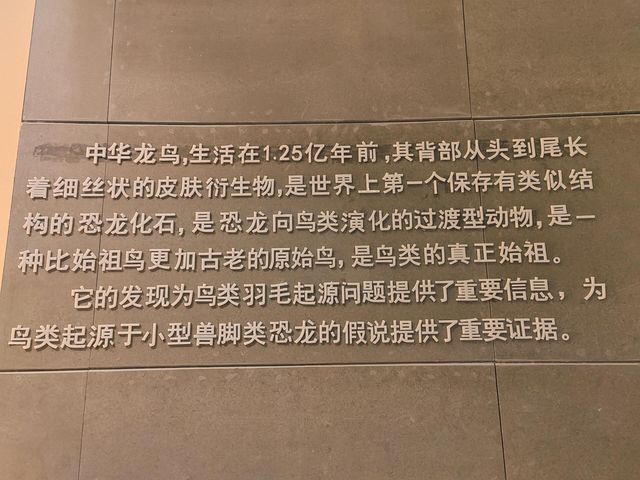 中华龙鸟,生活在1.25亿年前,其背部从头到尾长
着细丝状的皮肤衍生物,是世界上第一个保存有类似结
构的恐龙化石,是恐龙向鸟类演化的过渡型动物,是一
种比始祖鸟更加古老的原始鸟,是鸟类的真正始祖。
它的发现为鸟类羽毛起源问题提供了重要信息，为
鸟类起源于小型兽脚类恐龙的假说提供了重要证据。